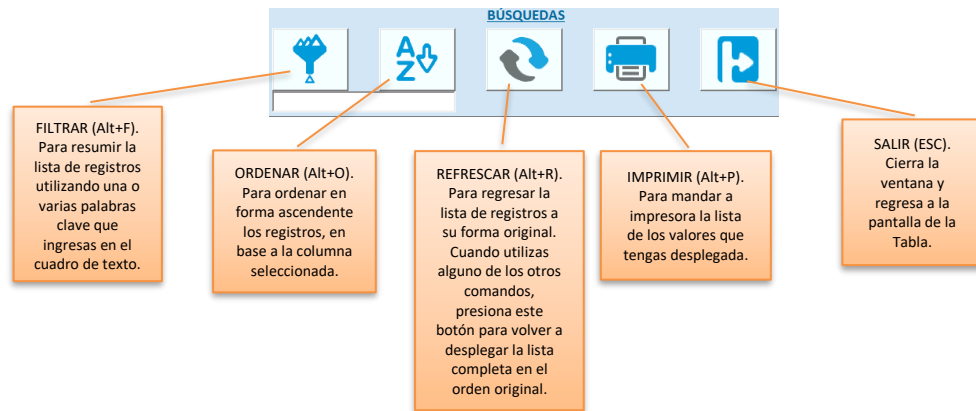 BÚSQUEDAS
A
Z
FILTRAR (Alt+F).
Para resumir la
lista de registros
utilizando una o
varias palabras
clave que
ingresas en el
cuadro de texto.
ORDENAR (Alt+O).
Para ordenar en
forma ascendente
los registros, en
base a la columna
seleccionada.
REFRESCAR (Alt+R).
Para regresar la
lista de registros a
su forma original.
Cuando utilizas
alguno de los otros
comandos,
presiona este
botón para volver a
desplegar la lista
completa en el
orden original.
IMPRIMIR (Alt+P).
Para mandar a
impresora la lista
de los valores que
tengas desplegada.
SALIR (ESC).
Cierra la
ventana y
regresa a la
pantalla de la
Tabla.